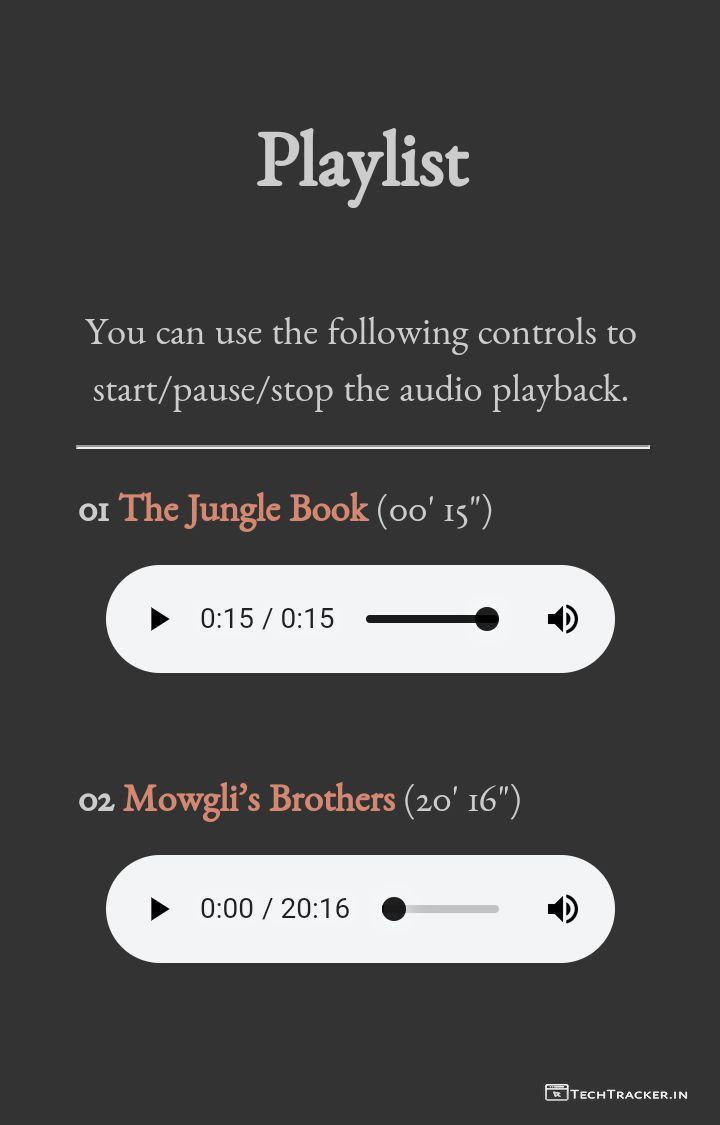 Playlist
You can use the following controls to
start/pause/stop the audio playback.
01 The Jungle Book (00' 15")
0:15 / 0:15
02 Mowgli’s Brothers (20' 16")
0:00 / 20:16
TECHTRACKER.IN